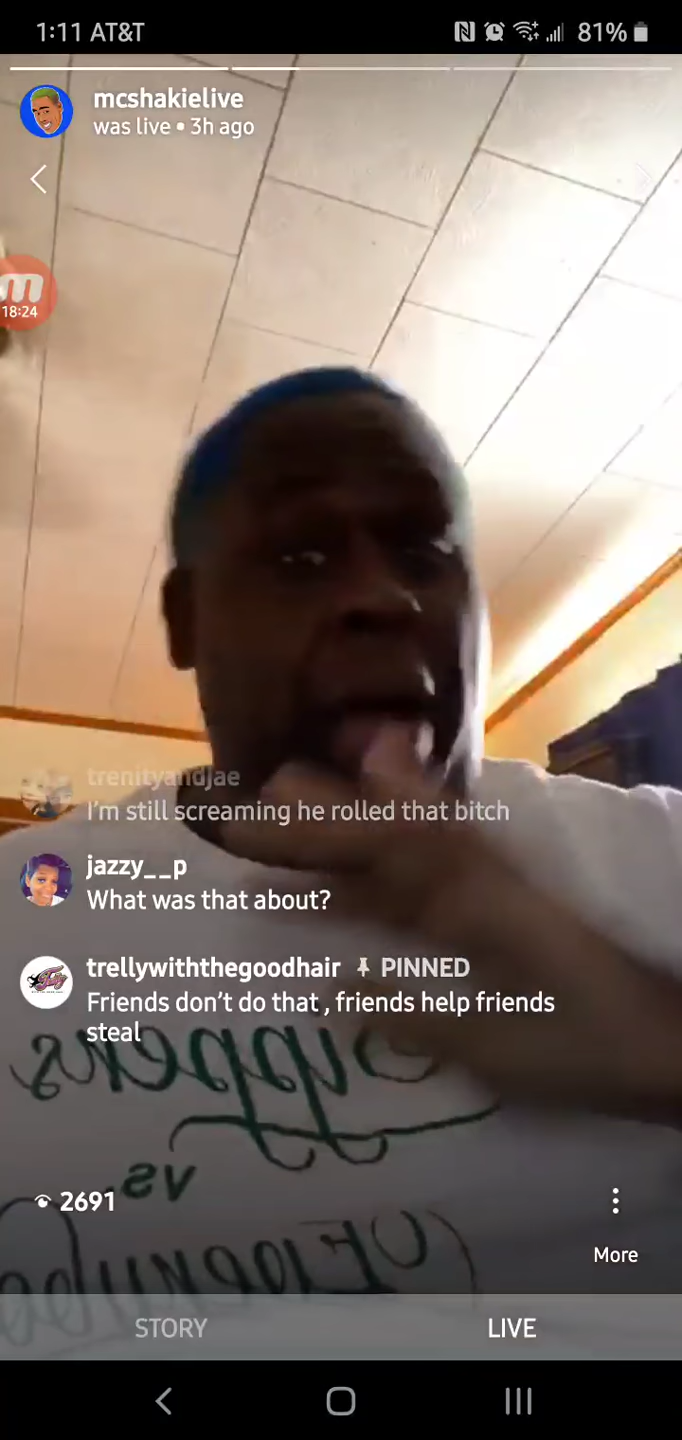 1:11 AT&T
81%
mcshakielive
was live • 3h ago
m
18:24
trenityandjae
I'm still screaming he rolled that bitch
jazzy__p
What was that about?
trellywiththegoodhair PINNED
Friends don't do that , friends help friends
steal
vs
2691
More
STORY
LIVE